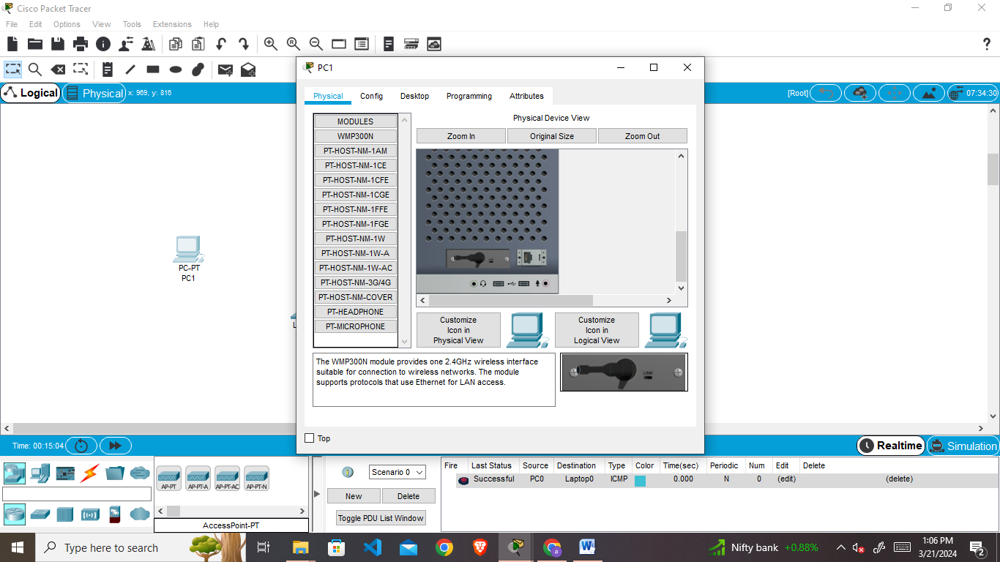 Cisco Packet Tracer
File Edit Options View Tools Extensions Help
?
Logical
Physical x: 969, y: 816
[Root] 07:34:30
PC-PT
PC1
L
PC1
Physical Config Desktop Programming Attributes
MODULES
WMP300N
PT-HOST-NM-1AM
PT-HOST-NM-1CE
PT-HOST-NM-1CFE
PT-HOST-NM-1CGE
PT-HOST-NM-1FFE
PT-HOST-NM-1FGE
PT-HOST-NM-1W
PT-HOST-NM-1W-A
PT-HOST-NM-1W-AC
PT-HOST-NM-3G/4G
PT-HOST-NM-COVER
PT-HEADPHONE
PT-MICROPHONE
Physical Device View
Zoom In Original Size Zoom Out
Customize
Icon in
Physical View
Customize
Icon in
Logical View
The WMP300N module provides one 2.4GHz wireless interface
suitable for connection to wireless networks. The module
supports protocols that use Ethernet for LAN access.
LINK
Top
Time: 00:15:04
Realtime Simulation
AP-PT AP-PT-A AP-PT-AC AP-PT-N
AccessPoint-PT
Scenario 0
New Delete
Toggle PDU List Window
Fire Last Status Source Destination Type Color Time(sec) Periodic Num Edit Delete
Successful PC0 Laptop0 ICMP 0.000 N 0 (edit) (delete)
Type here to search
Nifty bank +0.88%
1:06 PM
3/21/2024
2